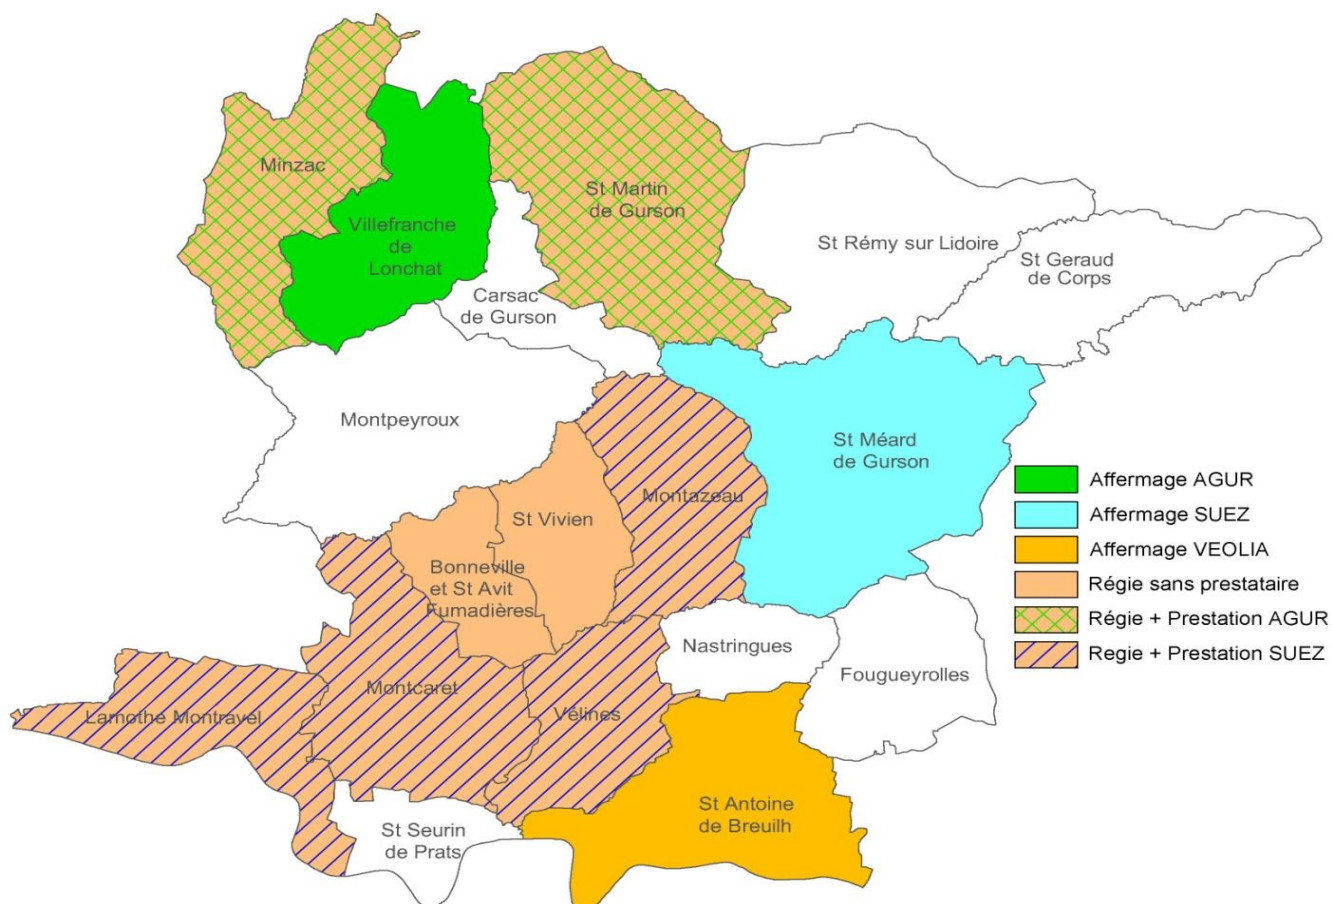 Minzac
Villefranche
de
Lonchat
St Martin
de Gurson
St Rémy sur Lidoire
St Geraud
de Corps
Carsac
de Gurson
Montpeyroux
St Méard
de Gurson
Montazeau
St Vivien
Bonneville
et St Avit
Fumadières
Nastringues
Fougueyrolles
Lamothe Montravel
Montcaret
Vélines
St Antoine
de Breuilh
St Seurin
de Prats
Affermage AGUR
Affermage SUEZ
Affermage VEOLIA
Régie sans prestataire
Régie + Prestation AGUR
Regie + Prestation SUEZ